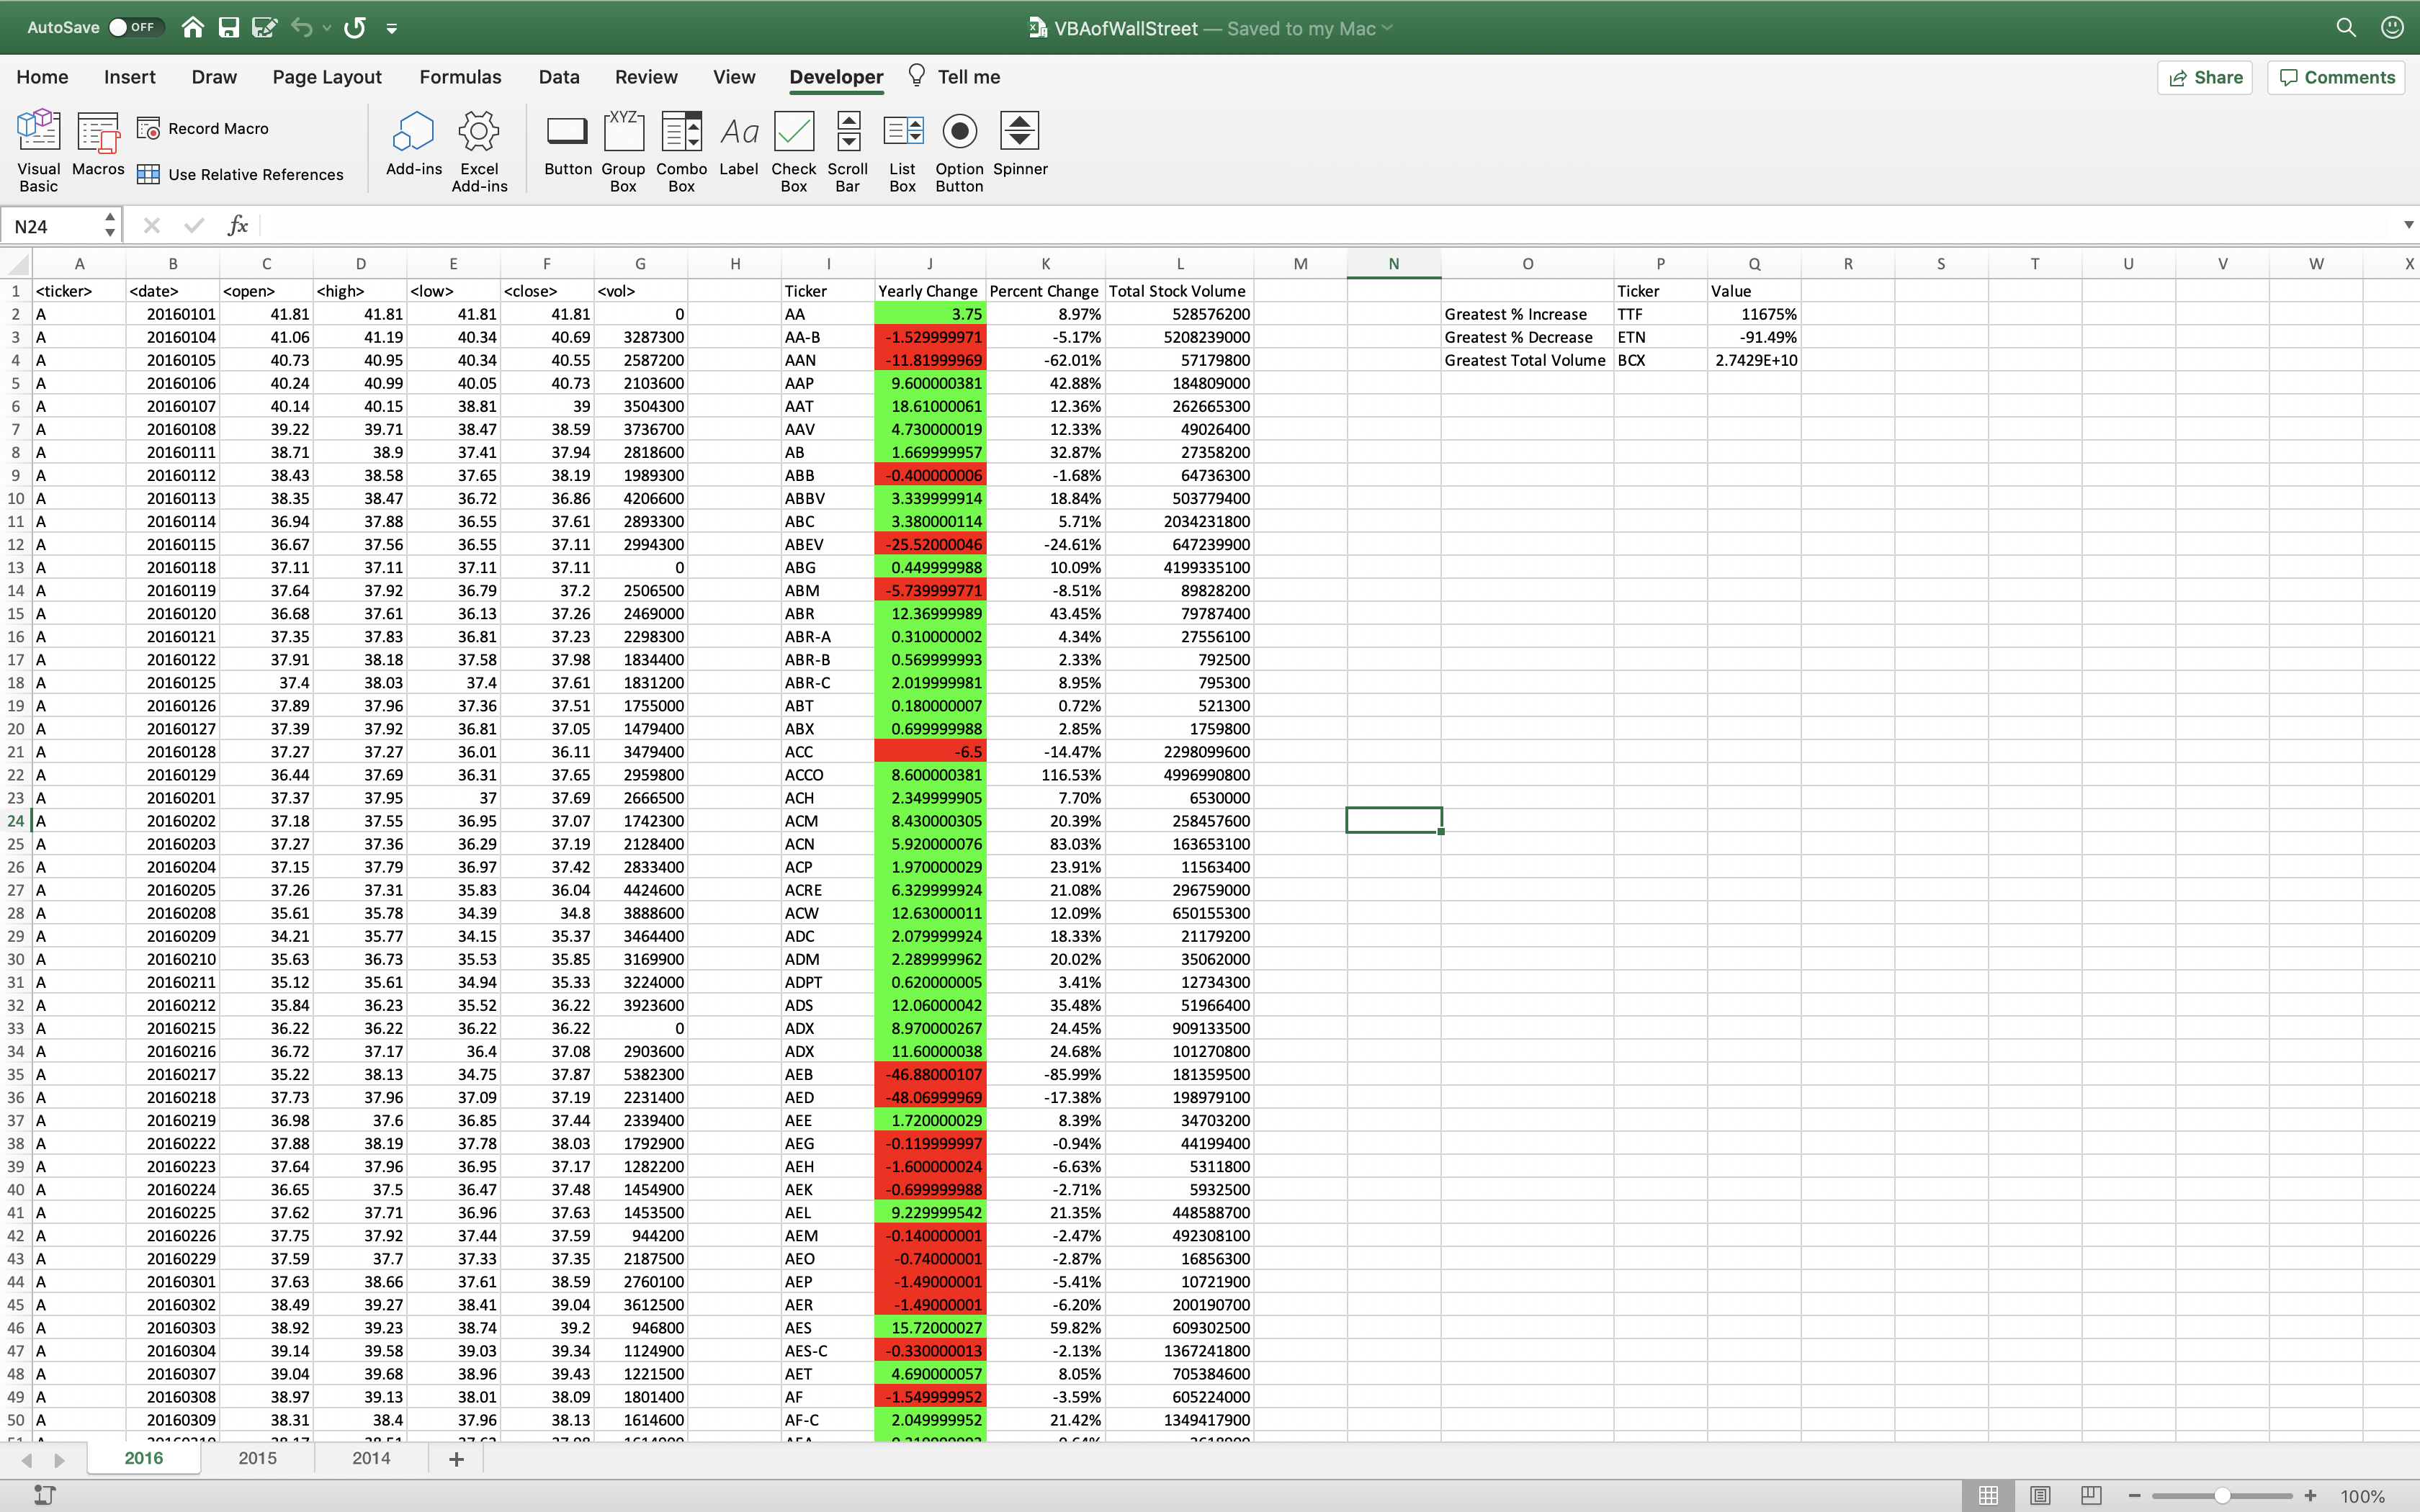 AutoSave OFF VBAofWallStreet — Saved to my Mac
Home Insert Draw Page Layout Formulas Data Review View Developer Tell me Share Comments
Visual Basic Macros Record Macro Use Relative References Add-ins Excel Add-ins Button Group Box Combo Box Label Check Box Scroll Bar List Box Option Button Spinner
N24 fx
A B C D E F G H I J K L M N O P Q R S T U V W X
1 <ticker> <date> <open> <high> <low> <close> <vol> Ticker Yearly Change Percent Change Total Stock Volume Ticker Value
2 A 20160101 41.81 41.81 41.81 41.81 0 AA 3.75 8.97% 528576200 Greatest % Increase TTF 11675%
3 A 20160104 41.06 41.19 40.34 40.69 3287300 AA-B -1.529999971 -5.17% 5208239000 Greatest % Decrease ETN -91.49%
4 A 20160105 40.73 40.95 40.34 40.55 2587200 AAN -11.81999969 -62.01% 57179800 Greatest Total Volume BCX 2.7429E+10
5 A 20160106 40.24 40.99 40.05 40.73 2103600 AAP 9.600000381 42.88% 184809000
6 A 20160107 40.14 40.15 38.81 39 3504300 AAT 18.61000061 12.36% 262665300
7 A 20160108 39.22 39.71 38.47 38.59 3736700 AAV 4.730000019 12.33% 49026400
8 A 20160111 38.71 38.9 37.41 37.94 2818600 AB 1.669999957 32.87% 27358200
9 A 20160112 38.43 38.58 37.65 38.19 1989300 ABB -0.400000006 -1.68% 64736300
10 A 20160113 38.35 38.47 36.72 36.86 4206600 ABBV 3.339999914 18.84% 503779400
11 A 20160114 36.94 37.88 36.55 37.61 2893300 ABC 3.380000114 5.71% 2034231800
12 A 20160115 36.67 37.56 36.55 37.11 2994300 ABEV -25.52000046 -24.61% 647239900
13 A 20160118 37.11 37.11 37.11 37.11 0 ABG 0.449999988 10.09% 4199335100
14 A 20160119 37.64 37.92 36.79 37.2 2506500 ABM -5.739999771 -8.51% 89828200
15 A 20160120 36.68 37.61 36.13 37.26 2469000 ABR 12.36999989 43.45% 79787400
16 A 20160121 37.35 37.83 36.81 37.23 2298300 ABR-A 0.310000002 4.34% 27556100
17 A 20160122 37.91 38.18 37.58 37.98 1834400 ABR-B 0.569999993 2.33% 792500
18 A 20160125 37.4 38.03 37.4 37.61 1831200 ABR-C 2.019999981 8.95% 795300
19 A 20160126 37.89 37.96 37.36 37.51 1755000 ABT 0.180000007 0.72% 521300
20 A 20160127 37.39 37.92 36.81 37.05 1479400 ABX 0.699999988 2.85% 1759800
21 A 20160128 37.27 37.27 36.01 36.11 3479400 ACC -6.5 -14.47% 2298099600
22 A 20160129 36.44 37.69 36.31 37.65 2959800 ACCO 8.600000381 116.53% 4996990800
23 A 20160201 37.37 37.95 37 37.69 2666500 ACH 2.349999905 7.70% 6530000
24 A 20160202 37.18 37.55 36.95 37.07 1742300 ACM 8.430000305 20.39% 258457600
25 A 20160203 37.27 37.36 36.29 37.19 2128400 ACN 5.920000076 83.03% 163653100
26 A 20160204 37.15 37.79 36.97 37.42 2833400 ACP 1.970000029 23.91% 11563400
27 A 20160205 37.26 37.31 35.83 36.04 4424600 ACRE 6.329999924 21.08% 296759000
28 A 20160208 35.61 35.78 34.39 34.8 3888600 ACW 12.63000011 12.09% 650155300
29 A 20160209 34.21 35.77 34.15 35.37 3464400 ADC 2.079999924 18.33% 21179200
30 A 20160210 35.63 36.73 35.53 35.85 3169900 ADM 2.289999962 20.02% 35062000
31 A 20160211 35.12 35.61 34.94 35.33 3224000 ADPT 0.620000005 3.41% 12734300
32 A 20160212 35.84 36.23 35.52 36.22 3923600 ADS 12.06000042 35.48% 51966400
33 A 20160215 36.22 36.22 36.22 36.22 0 ADX 8.970000267 24.45% 909133500
34 A 20160216 36.72 37.17 36.4 37.08 2903600 ADX 11.60000038 24.68% 101270800
35 A 20160217 35.22 38.13 34.75 37.87 5382300 AEB -46.88000107 -85.99% 181359500
36 A 20160218 37.73 37.96 37.09 37.19 2231400 AED -48.06999969 -17.38% 198979100
37 A 20160219 36.98 37.6 36.85 37.44 2339400 AEE 1.720000029 8.39% 34703200
38 A 20160222 37.88 38.19 37.78 38.03 1792900 AEG -0.119999997 -0.94% 44199400
39 A 20160223 37.64 37.96 36.95 37.17 1282200 AEH -1.600000024 -6.63% 5311800
40 A 20160224 36.65 37.5 36.47 37.48 1454900 AEK -0.699999988 -2.71% 5932500
41 A 20160225 37.62 37.71 36.96 37.63 1453500 AEL 9.229999542 21.35% 448588700
42 A 20160226 37.75 37.92 37.44 37.59 944200 AEM -0.140000001 -2.47% 492308100
43 A 20160229 37.59 37.7 37.33 37.35 2187500 AEO -0.74000001 -2.87% 16856300
44 A 20160301 37.63 38.66 37.61 38.59 2760100 AEP -1.49000001 -5.41% 10721900
45 A 20160302 38.49 39.27 38.41 39.04 3612500 AER -1.49000001 -6.20% 200190700
46 A 20160303 38.92 39.23 38.74 39.2 946800 AES 15.72000027 59.82% 609302500
47 A 20160304 39.14 39.58 39.03 39.34 1124900 AES-C -0.330000013 -2.13% 1367241800
48 A 20160307 39.04 39.68 38.96 39.43 1221500 AET 4.690000057 8.05% 705384600
49 A 20160308 38.97 39.13 38.01 38.09 1801400 AF -1.549999952 -3.59% 605224000
50 A 20160309 38.31 38.4 37.96 38.13 1614600 AF-C 2.049999952 21.42% 1349417900
2016 2015 2014 +
100%